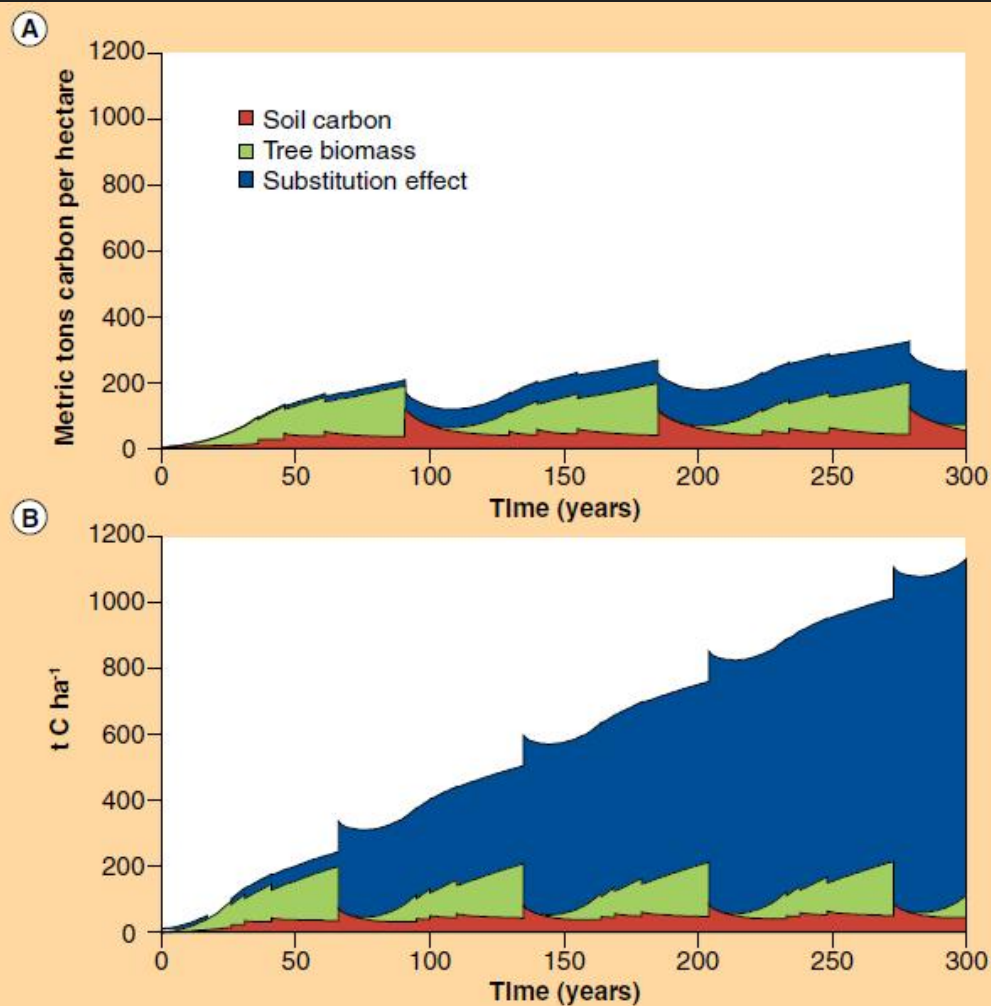 A
Metric tons carbon per hectare
1200
1000
800
600
400
200
0
Soil carbon
Tree biomass
Substitution effect
0 50 100 150 200 250 300
TIme (years)
B
t C ha⁻¹
1200
1000
800
600
400
200
0
0 50 100 150 200 250 300
TIme (years)